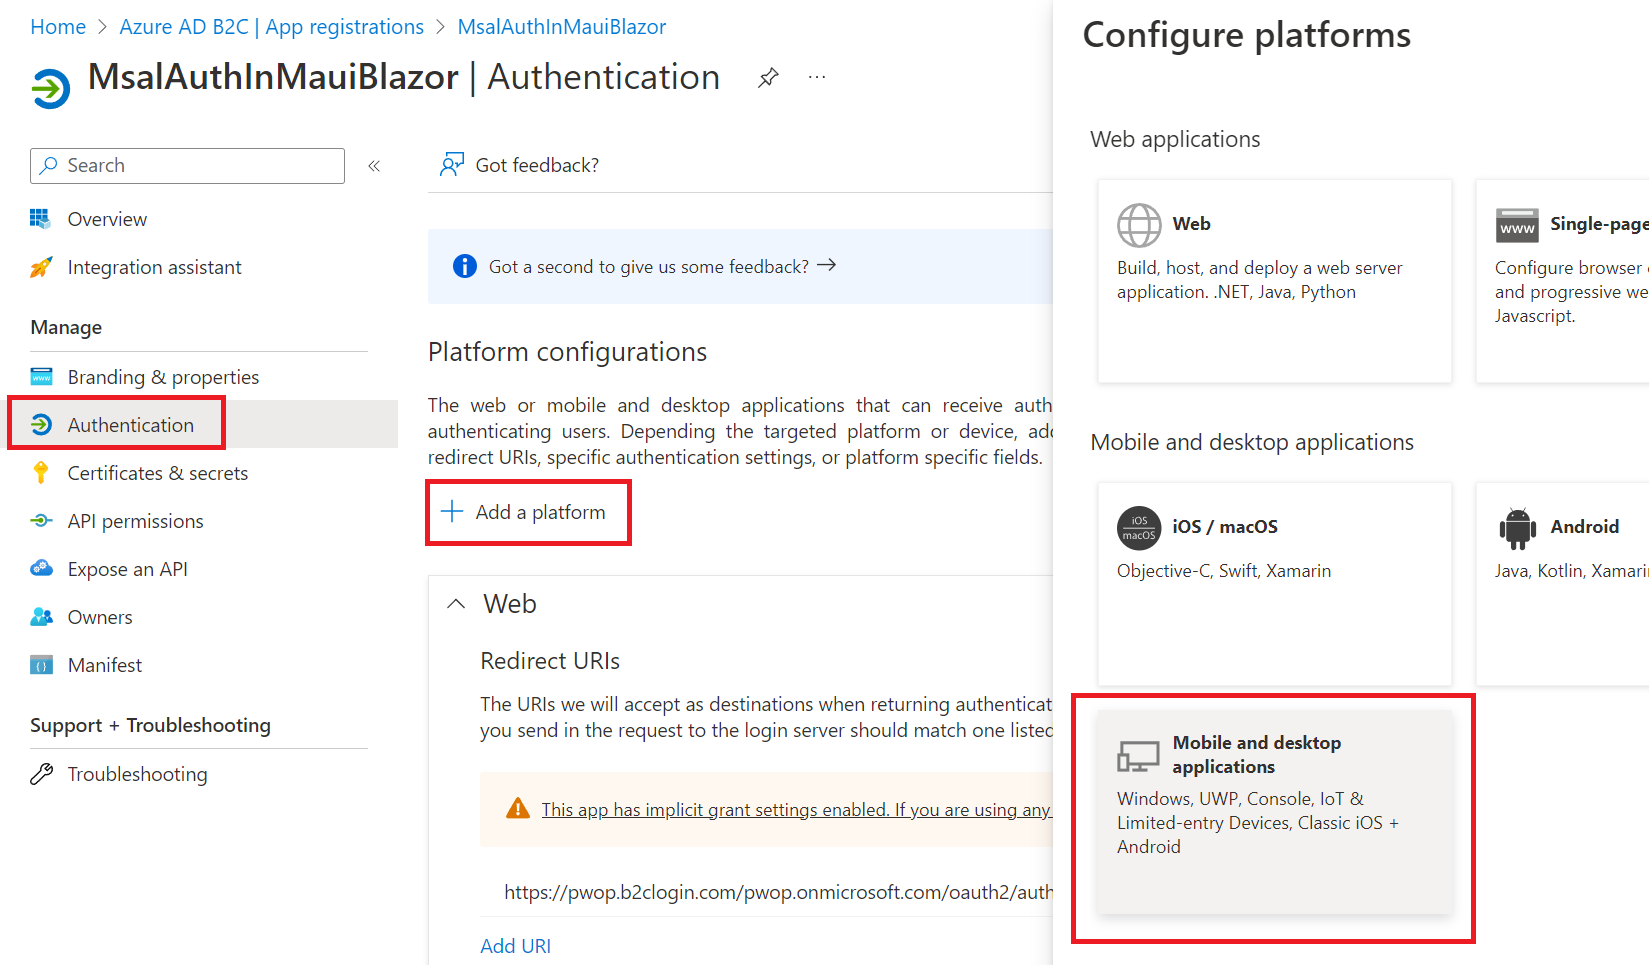 Home > Azure AD B2C | App registrations > MsalAuthInMauiBlazor
MsalAuthInMauiBlazor | Authentication ...
Search
«
Overview
Integration assistant
Manage
Branding & properties
www
Authentication
Certificates & secrets
API permissions
Expose an API
Owners
Manifest
Support + Troubleshooting
Troubleshooting
Got feedback?
Got a second to give us some feedback? →
Platform configurations
The web or mobile and desktop applications that can receive auth
authenticating users. Depending the targeted platform or device, add
redirect URIs, specific authentication settings, or platform specific fields.
+ Add a platform
Web
Redirect URIs
The URIs we will accept as destinations when returning authenticat
you send in the request to the login server should match one listed
This app has implicit grant settings enabled. If you are using any
https://pwop.b2clogin.com/pwop.onmicrosoft.com/oauth2/auth
Add URI
Configure platforms
Web applications
Web
Build, host, and deploy a web server
application. .NET, Java, Python
www
Single-page
Configure browser
and progressive we
Javascript.
Mobile and desktop applications
iOS
macOS
iOS / macOS
Objective-C, Swift, Xamarin
Android
Java, Kotlin, Xamari
Mobile and desktop
applications
Windows, UWP, Console, IoT &
Limited-entry Devices, Classic iOS +
Android